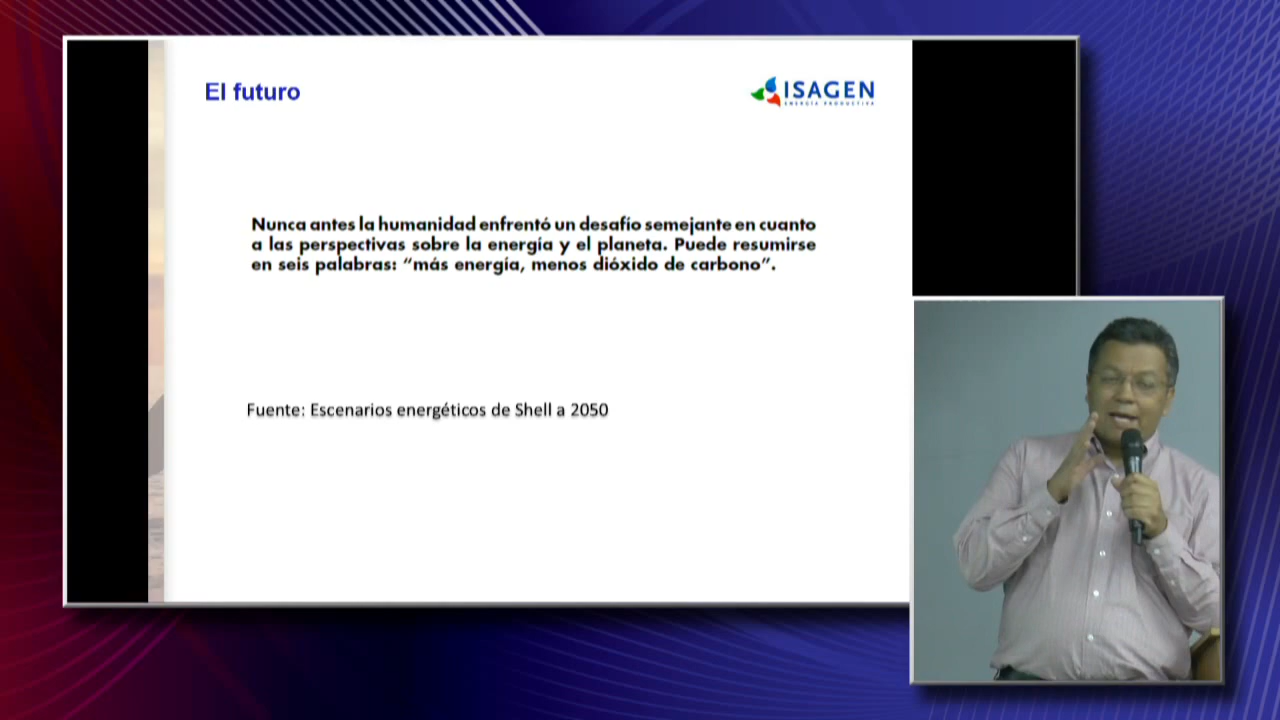 El futuro
ISAGEN
ENERGÍA PRODUCTIVA
Nunca antes la humanidad enfrentó un desafío semejante en cuanto
a las perspectivas sobre la energía y el planeta. Puede resumirse
en seis palabras: “más energía, menos dióxido de carbono”.
Fuente: Escenarios energéticos de Shell a 2050